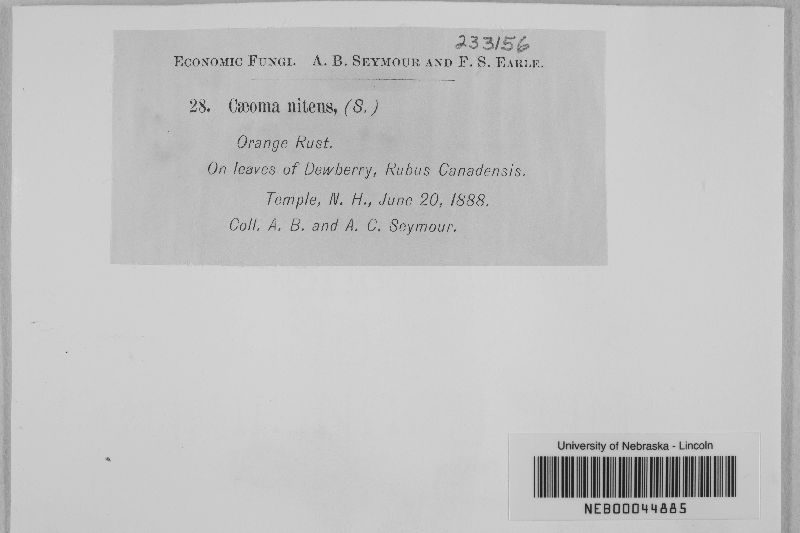 233156
ECONOMIC FUNGI. A. B. SEYMOUR AND F. S. EARLE.
28. Cæoma nitens, (S.)
Orange Rust.
On leaves of Dewberry, Rubus Canadensis.
Temple, N. H., June 20, 1888.
Coll. A. B. and A. C. Seymour.
University of Nebraska - Lincoln
NEB00044885